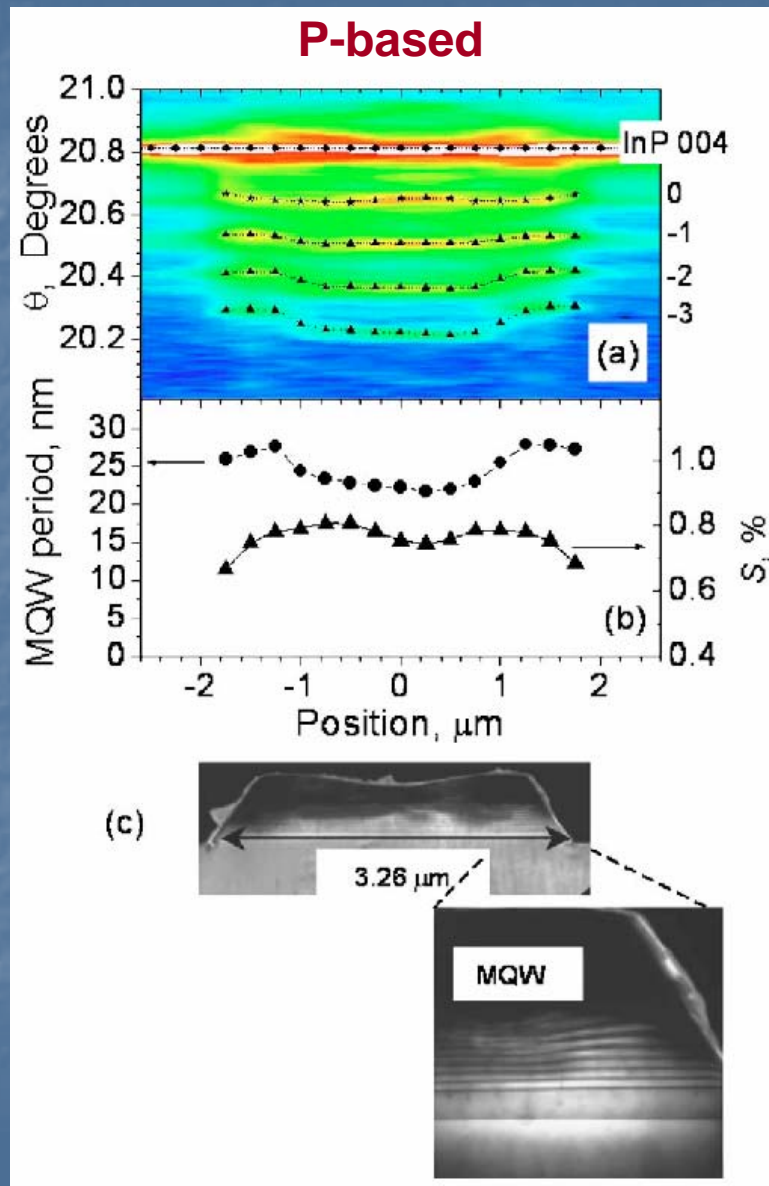 P-based
21.0
20.8
20.6
20.4
20.2
θ, Degrees
InP 004
0
-1
-2
-3
(a)
30
25
20
15
10
5
0
MQW period, nm
1.0
0.8
0.6
0.4
S, %
(b)
-2 -1 0 1 2
Position, μm
(c)
3.26 μm
MQW